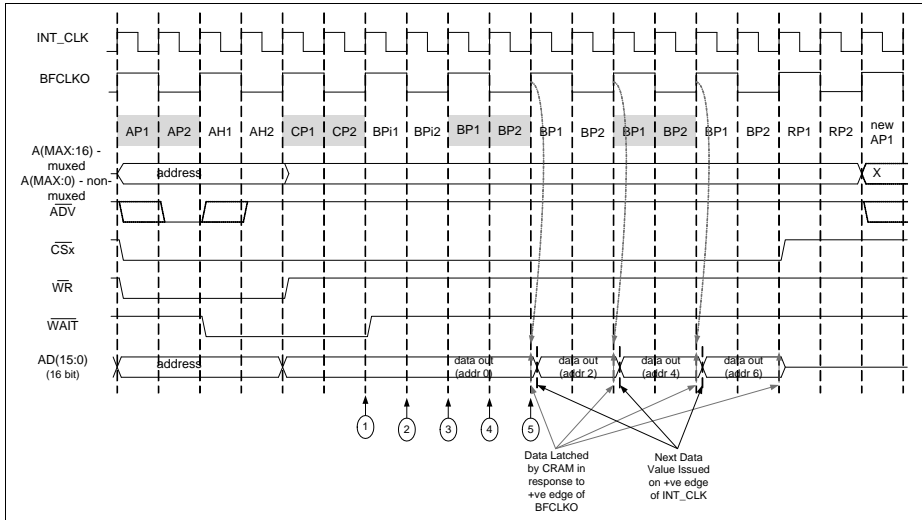 INT_CLK
BFCLKO
AP1 AP2 AH1 AH2 CP1 CP2 BPi1 BPi2 BP1 BP2 BP1 BP2 BP1 BP2 BP1 BP2 RP1 RP2 new AP1
A(MAX:16) -
muxed
A(MAX:0) - non-
muxed
address
X
ADV
CSx
WR
WAIT
AD(15:0)
(16 bit)
address
data out
(addr 0)
data out
(addr 2)
data out
(addr 4)
data out
(addr 6)
1
2
3
4
5
Data Latched
by CRAM in
response to
+ve edge of
BFCLKO
Next Data
Value Issued
on +ve edge
of INT_CLK